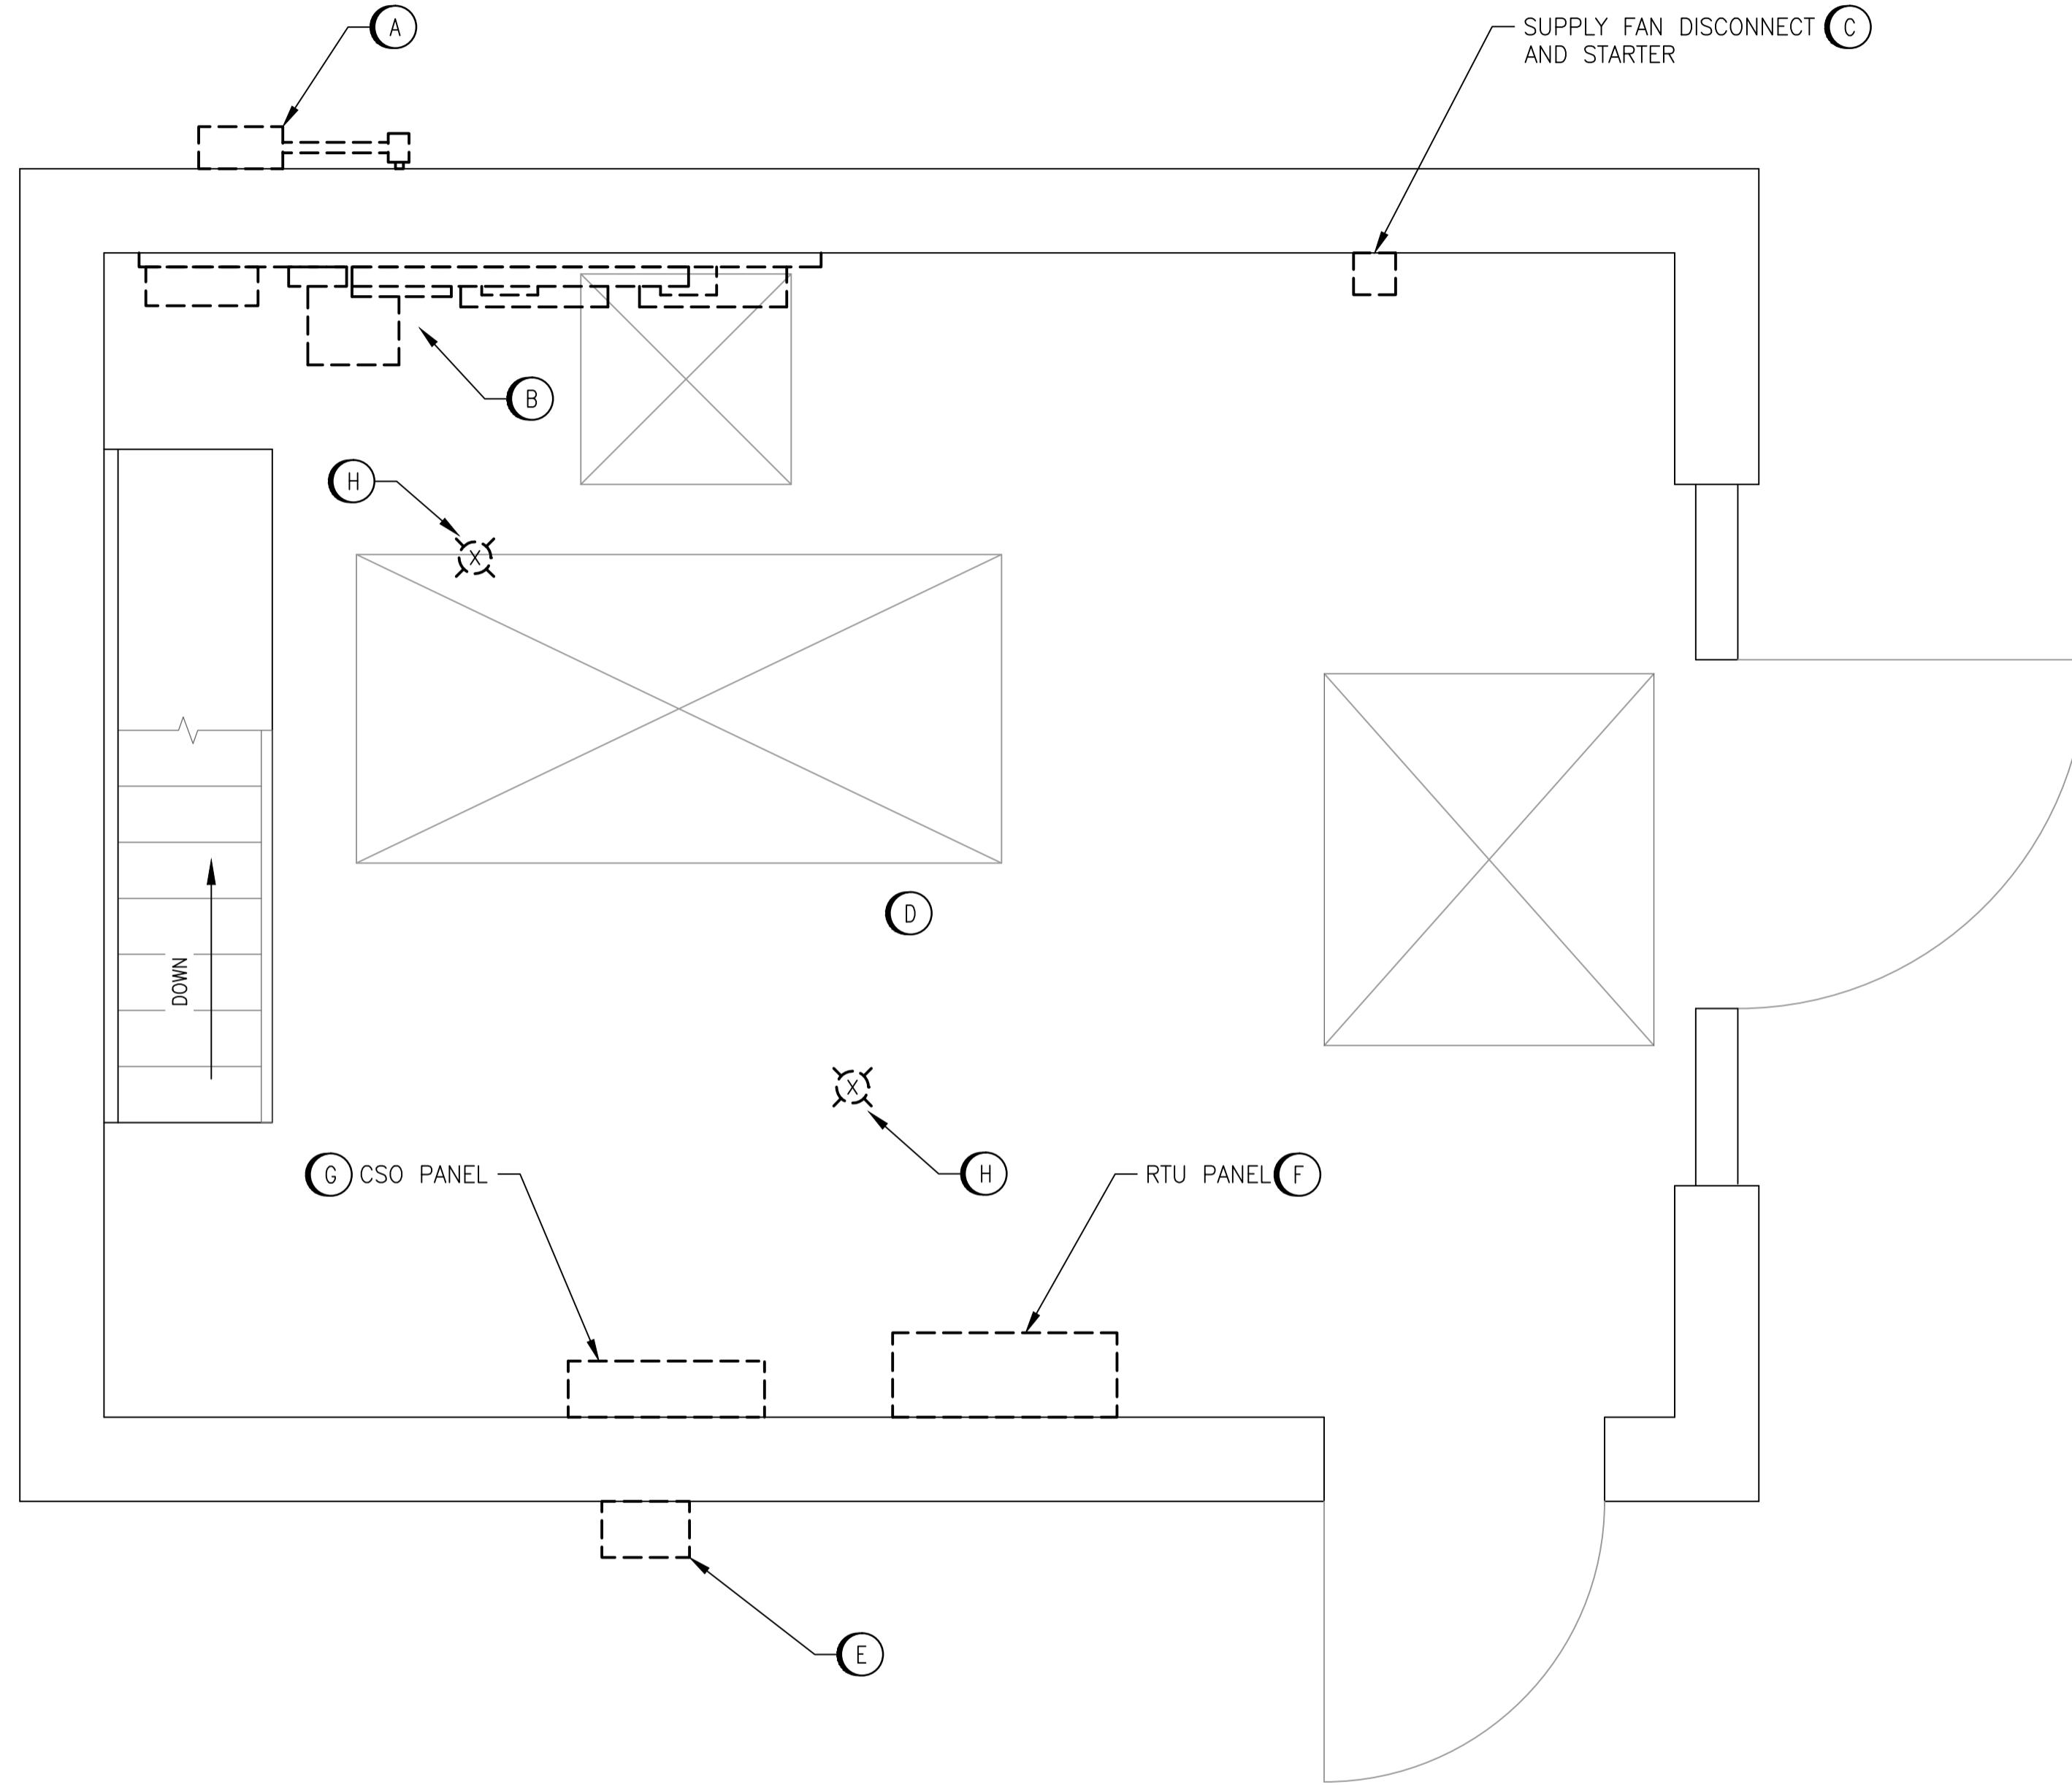 A
SUPPLY FAN DISCONNECT C
AND STARTER
B
H
X
D
DOWN
X
H
G CSO PANEL
RTU PANEL F
E